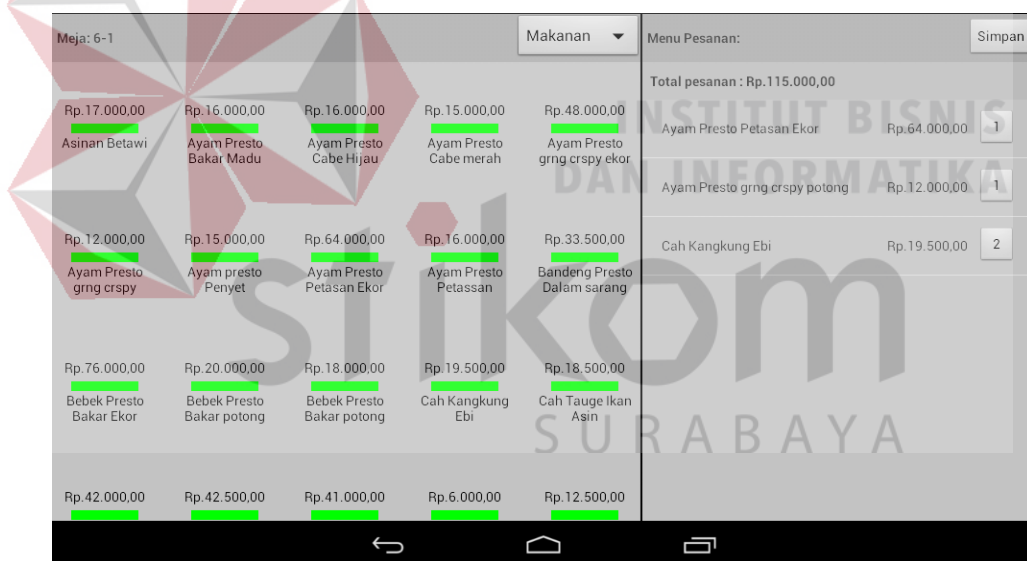 Meja: 6-1
Makanan
Menu Pesanan:
Simpan
Total pesanan : Rp.115.000,00
Rp.17.000,00 Rp.16.000,00 Rp.16.000,00 Rp.15.000,00 Rp.48.000,00
Asinan Betawi Ayam Presto Ayam Presto Ayam Presto Ayam Presto
Bakar Madu Cabe Hijau Cabe merah grng crspy ekor
Rp.12.000,00 Rp.15.000,00 Rp.64.000,00 Rp.16.000,00 Rp.33.500,00
Ayam Presto Ayam presto Ayam Presto Ayam Presto Bandeng Presto
grng crspy Penyet Petasan Ekor Petassan Dalam sarang
Rp.76.000,00 Rp.20.000,00 Rp.18.000,00 Rp.19.500,00 Rp.18.500,00
Bebek Presto Bebek Presto Bebek Presto Cah Kangkung Cah Tauge Ikan
Bakar Ekor Bakar potong Bakar potong Ebi Asin
Rp.42.000,00 Rp.42.500,00 Rp.41.000,00 Rp.6.000,00 Rp.12.500,00
Ayam Presto Petasan Ekor Rp.64.000,00 1
Ayam Presto grng crspy potong Rp.12.000,00 1
Cah Kangkung Ebi Rp.19.500,00 2
INSTITUT BISNIS
DAN INFORMATIKA
stikom
SURABAYA